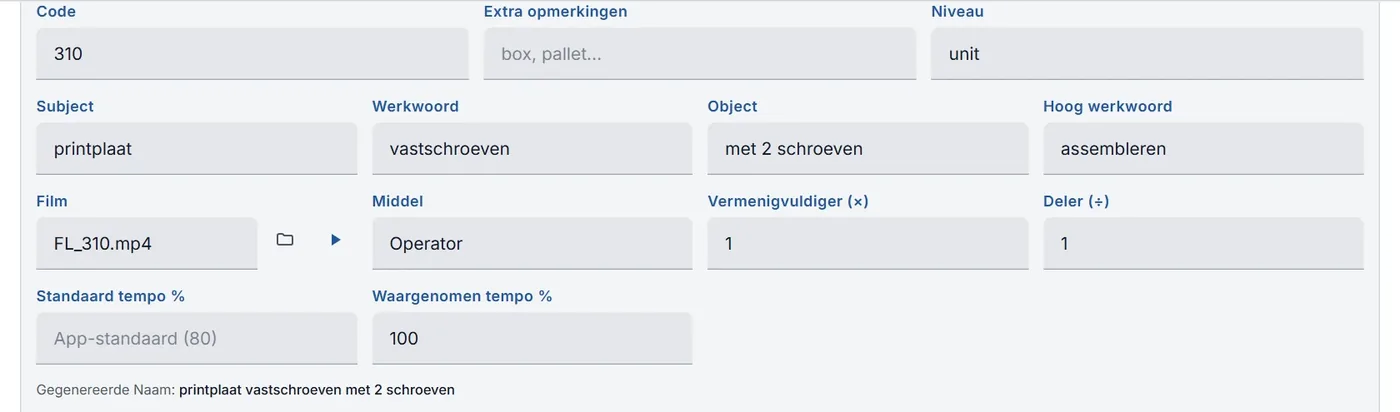 Code Extra opmerkingen Niveau
310 box, pallet... unit
Subject Werkwoord Object Hoog werkwoord
printplaat vastschroeven met 2 schroeven assembleren
Film Middel Vermenigvuldiger (×) Deler (÷)
FL_310.mp4 Operator 1 1
Standaard tempo % Waargenomen tempo %
App-standaard (80) 100
Gegenereerde Naam: printplaat vastschroeven met 2 schroeven